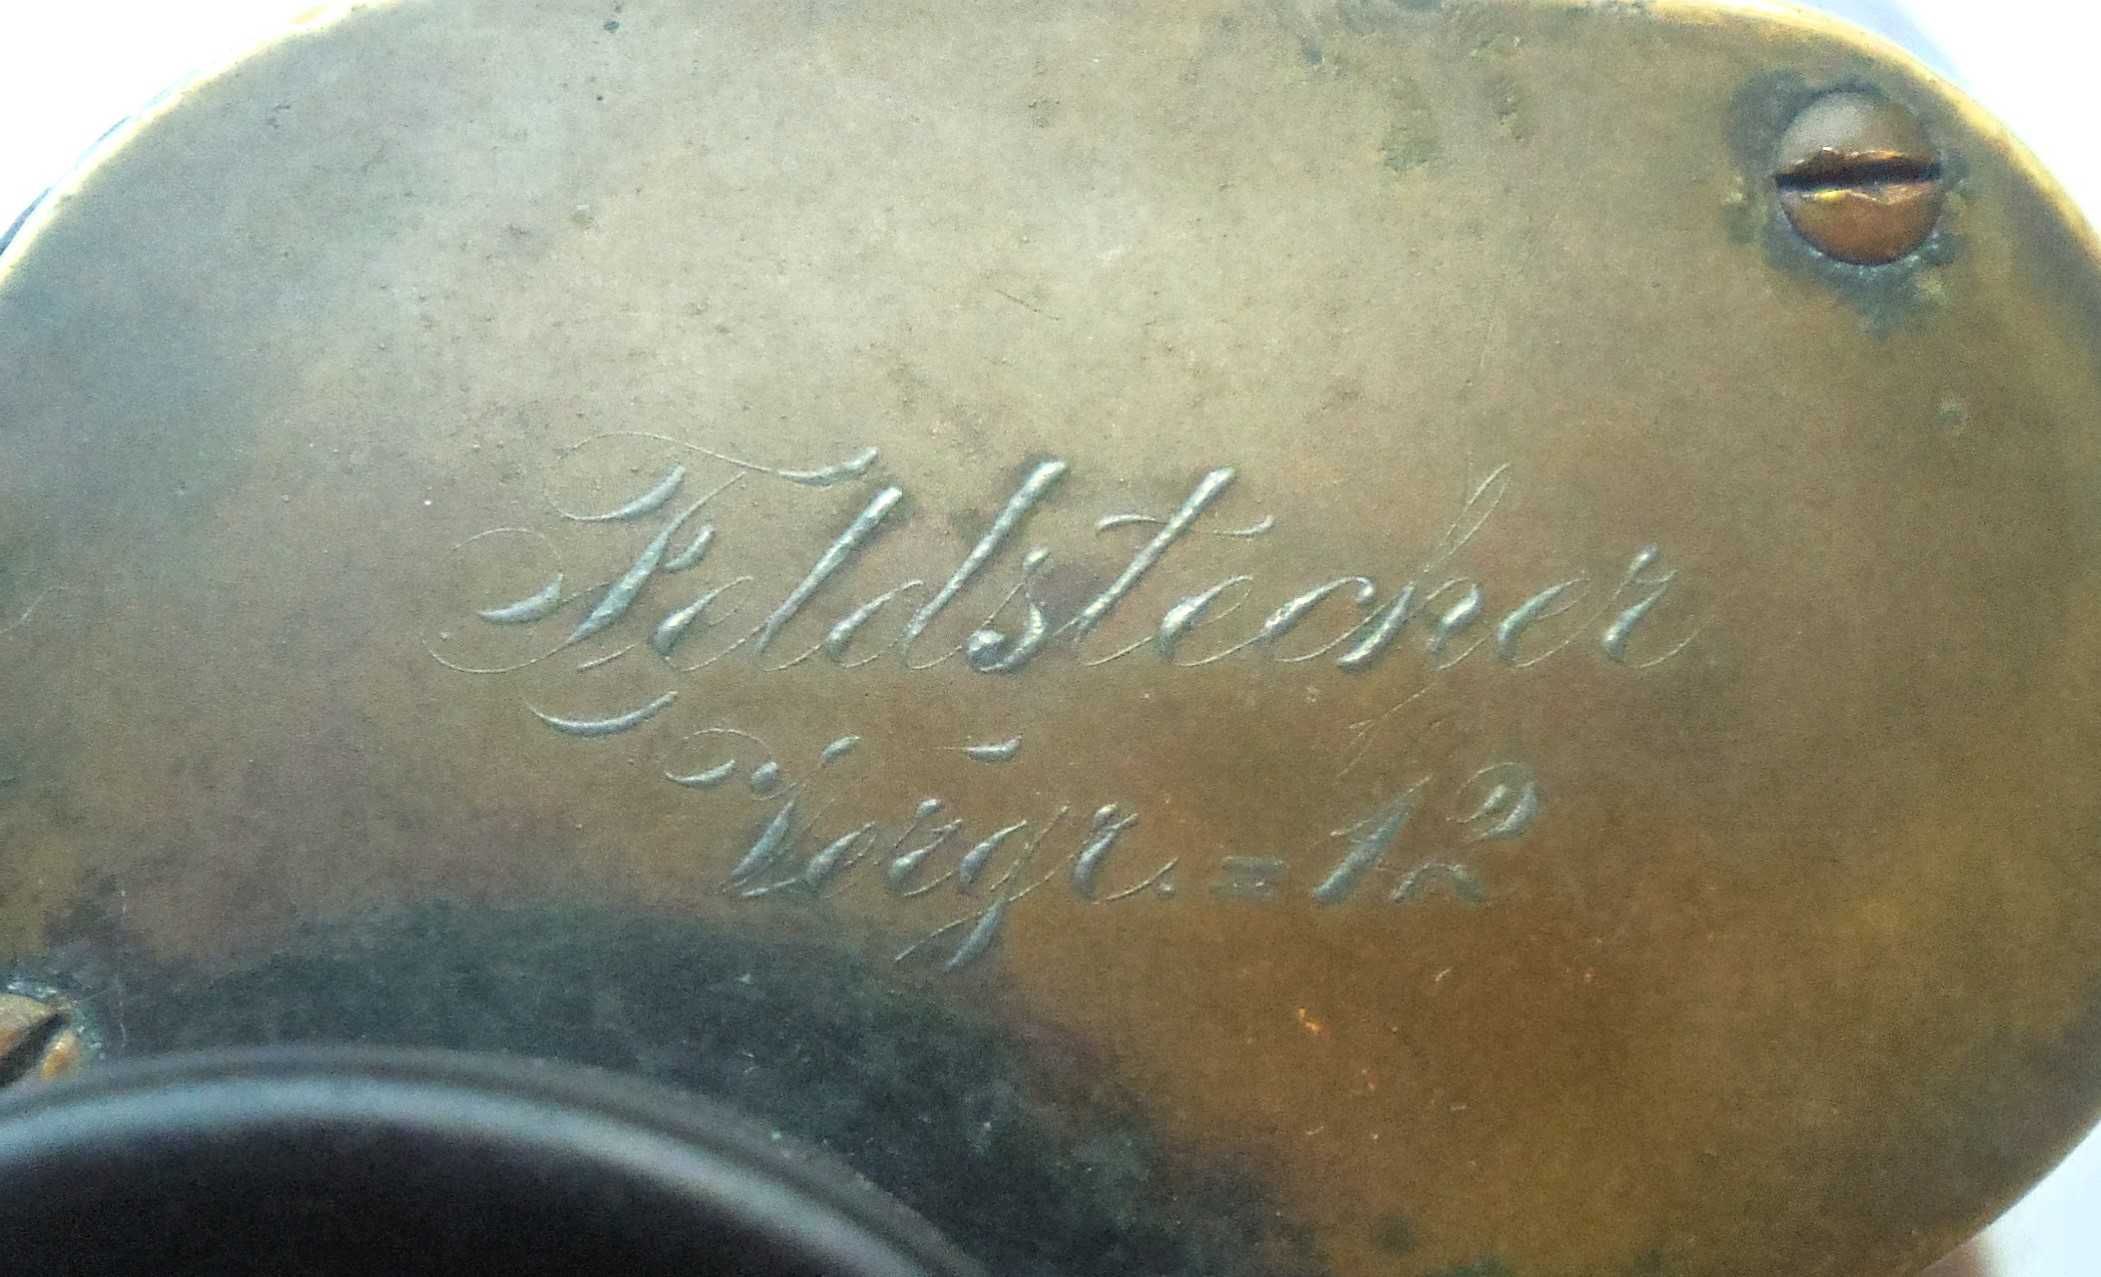 Feldstecher
Vergr. = 12